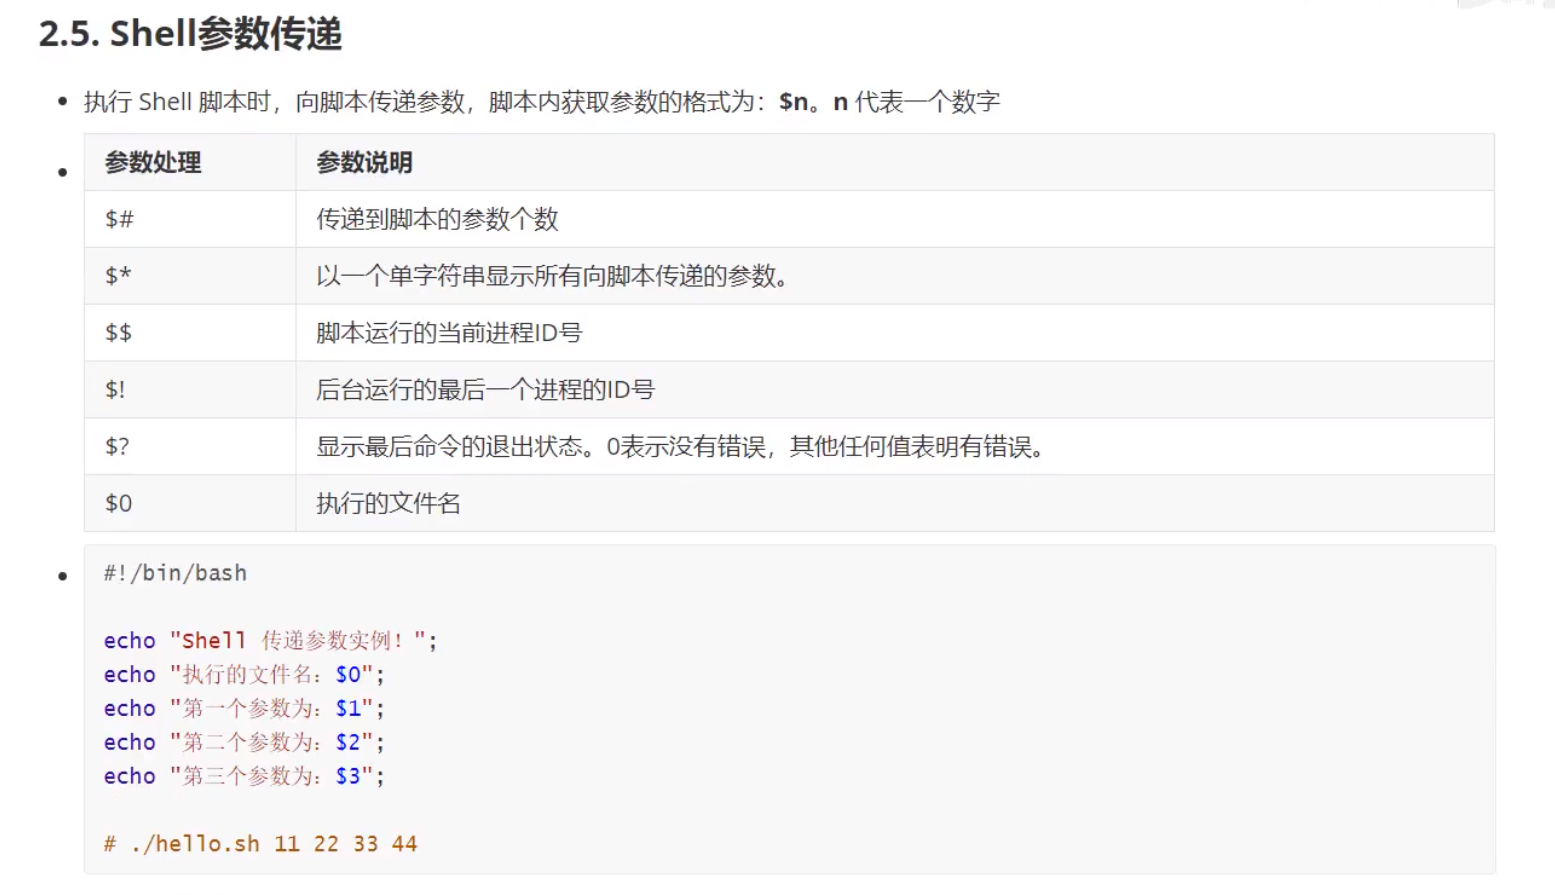 2.5. Shell参数传递
执行 Shell 脚本时，向脚本传递参数，脚本内获取参数的格式为：$n。n 代表一个数字
参数处理 参数说明
$# 传递到脚本的参数个数
$* 以一个单字符串显示所有向脚本传递的参数。
$$ 脚本运行的当前进程ID号
$! 后台运行的最后一个进程的ID号
$? 显示最后命令的退出状态。0表示没有错误，其他任何值表明有错误。
$0 执行的文件名
#!/bin/bash
echo "Shell 传递参数实例！";
echo "执行的文件名：$0";
echo "第一个参数为：$1";
echo "第二个参数为：$2";
echo "第三个参数为：$3";
# ./hello.sh 11 22 33 44